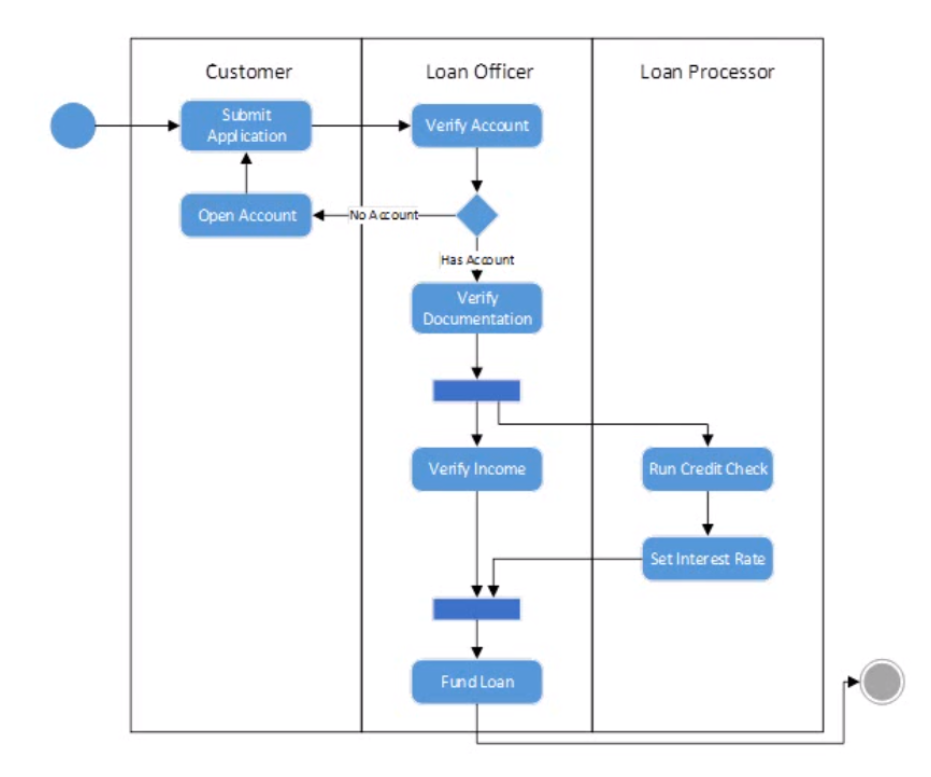 Customer
Loan Officer
Loan Processor
Submit
Application
Verify Account
Open Account
No Account
Has Account
Verify
Documentation
Verify Income
Run Credit Check
Set Interest Rate
Fund Loan